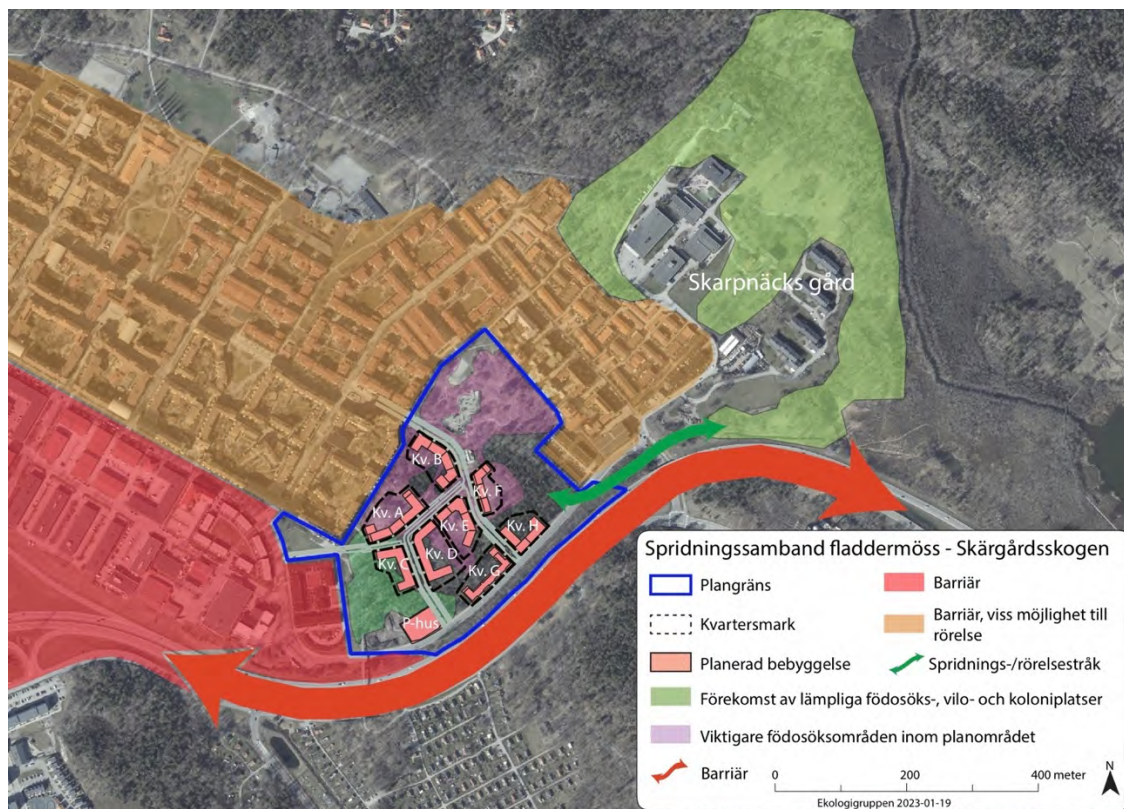 Skarpnäcks gård
Kv. B
Kv. F
Kv. A
Kv. E
Kv. H
Kv. D
Kv. C
Kv. G
P-hus
Spridningssamband fladdermöss - Skärgårdsskogen
Plangräns
Barriär
Kvartersmark
Barriär, viss möjlighet till
rörelse
Planerad bebyggelse
Spridnings-/rörelsestråk
Förekomst av lämpliga födosöks-, vilo- och koloniplatser
Viktigare födosöksområden inom planområdet
Barriär
0 200 400 meter
N
Ekologigruppen 2023-01-19